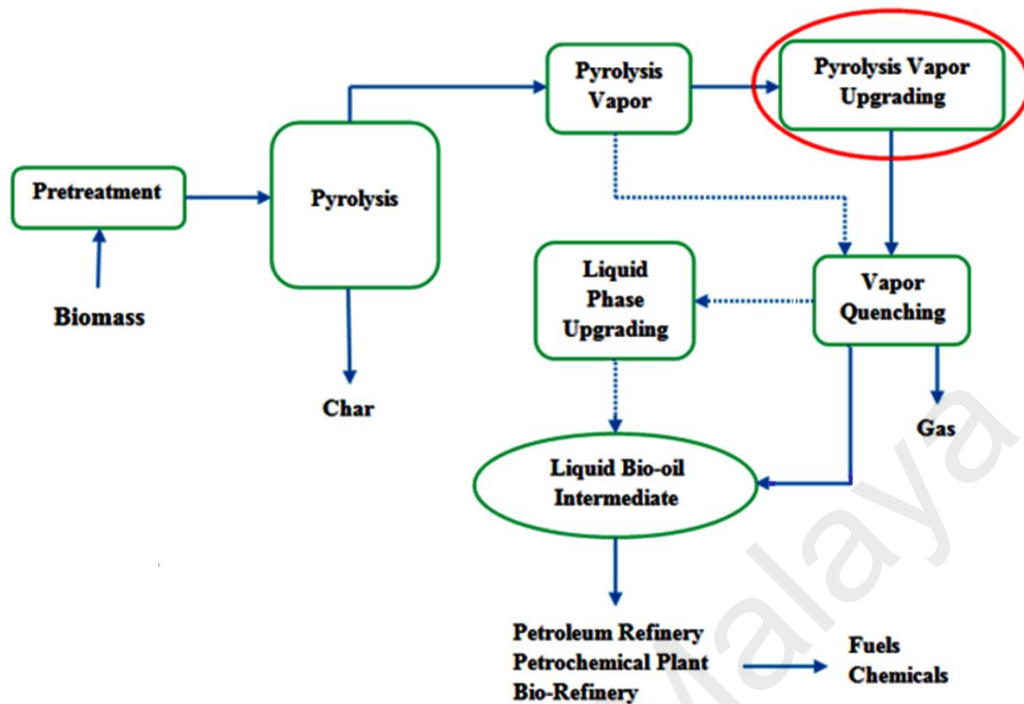 Pyrolysis
Vapor
Pyrolysis Vapor
Upgrading
Pretreatment
Pyrolysis
Biomass
Char
Liquid
Phase
Upgrading
Vapor
Quenching
Gas
Liquid Bio-oil
Intermediate
Petroleum Refinery
Petrochemical Plant
Bio-Refinery
Fuels
Chemicals
Malaya